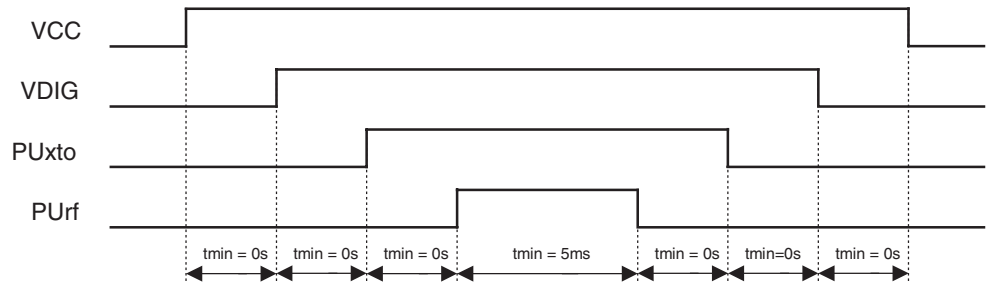 VCC
VDIG
PUxto
PUrf
tmin = 0s tmin = 0s tmin = 0s tmin = 5ms tmin = 0s tmin=0s tmin = 0s